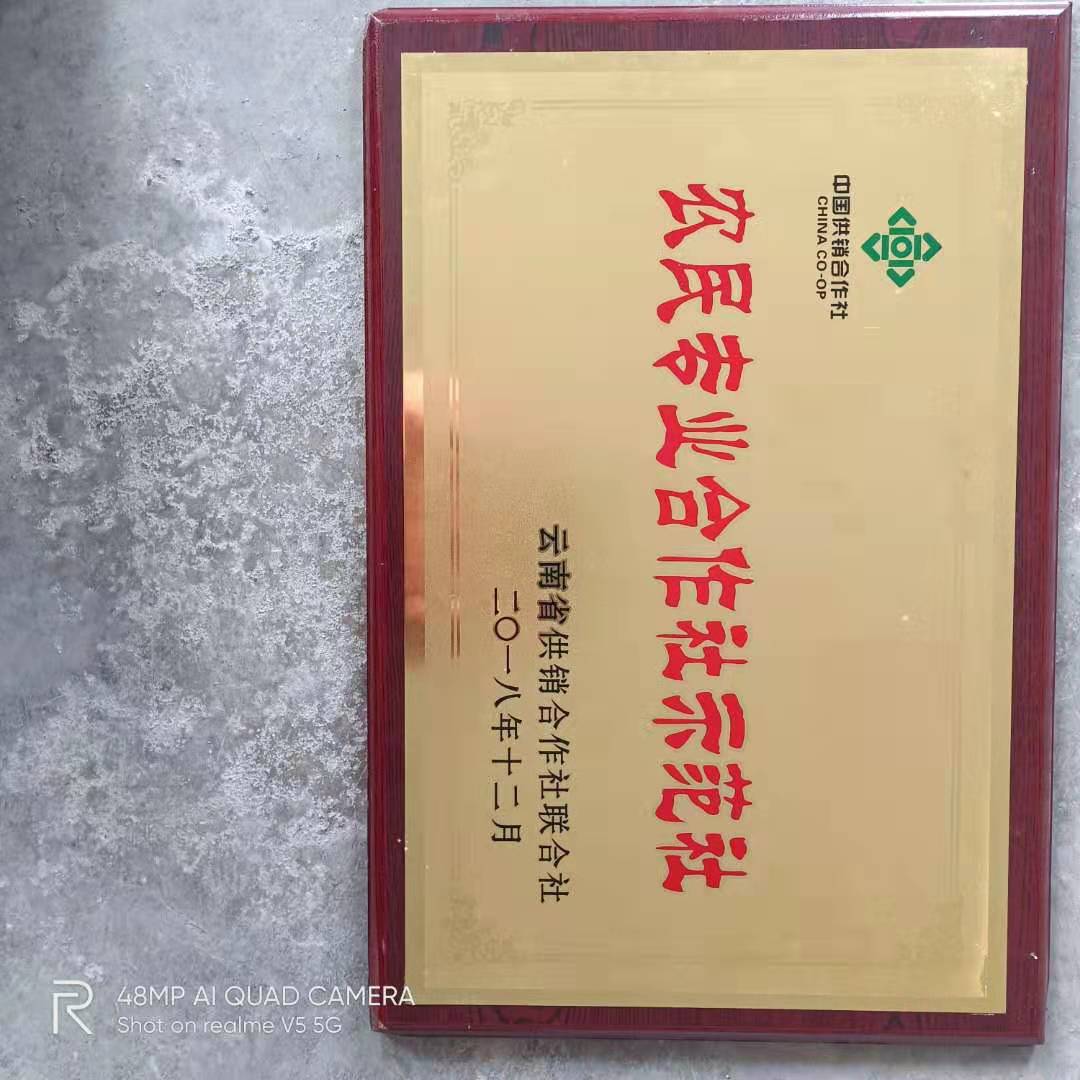 中国供销合作社
CHINA CO-OP
农民专业合作社示范社
云南省供销合作社联合社
二〇一八年十二月
48MP AI QUAD CAMERA
Shot on realme V5 5G